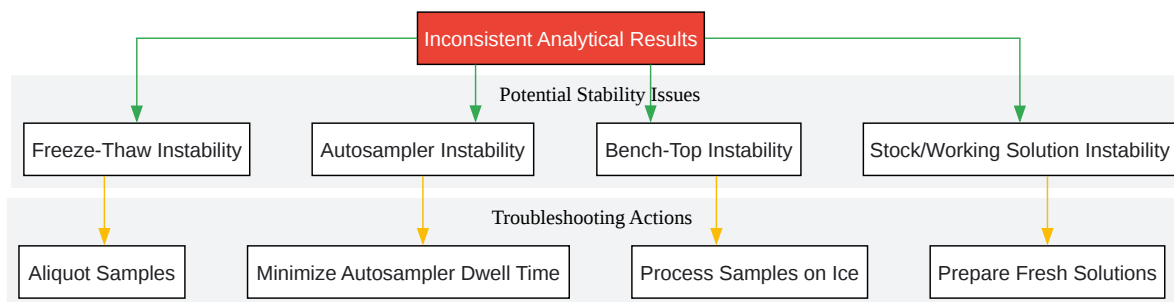 Inconsistent Analytical Results
Potential Stability Issues
Freeze-Thaw Instability
Autosampler Instability
Bench-Top Instability
Stock/Working Solution Instability
Troubleshooting Actions
Aliquot Samples
Minimize Autosampler Dwell Time
Process Samples on Ice
Prepare Fresh Solutions